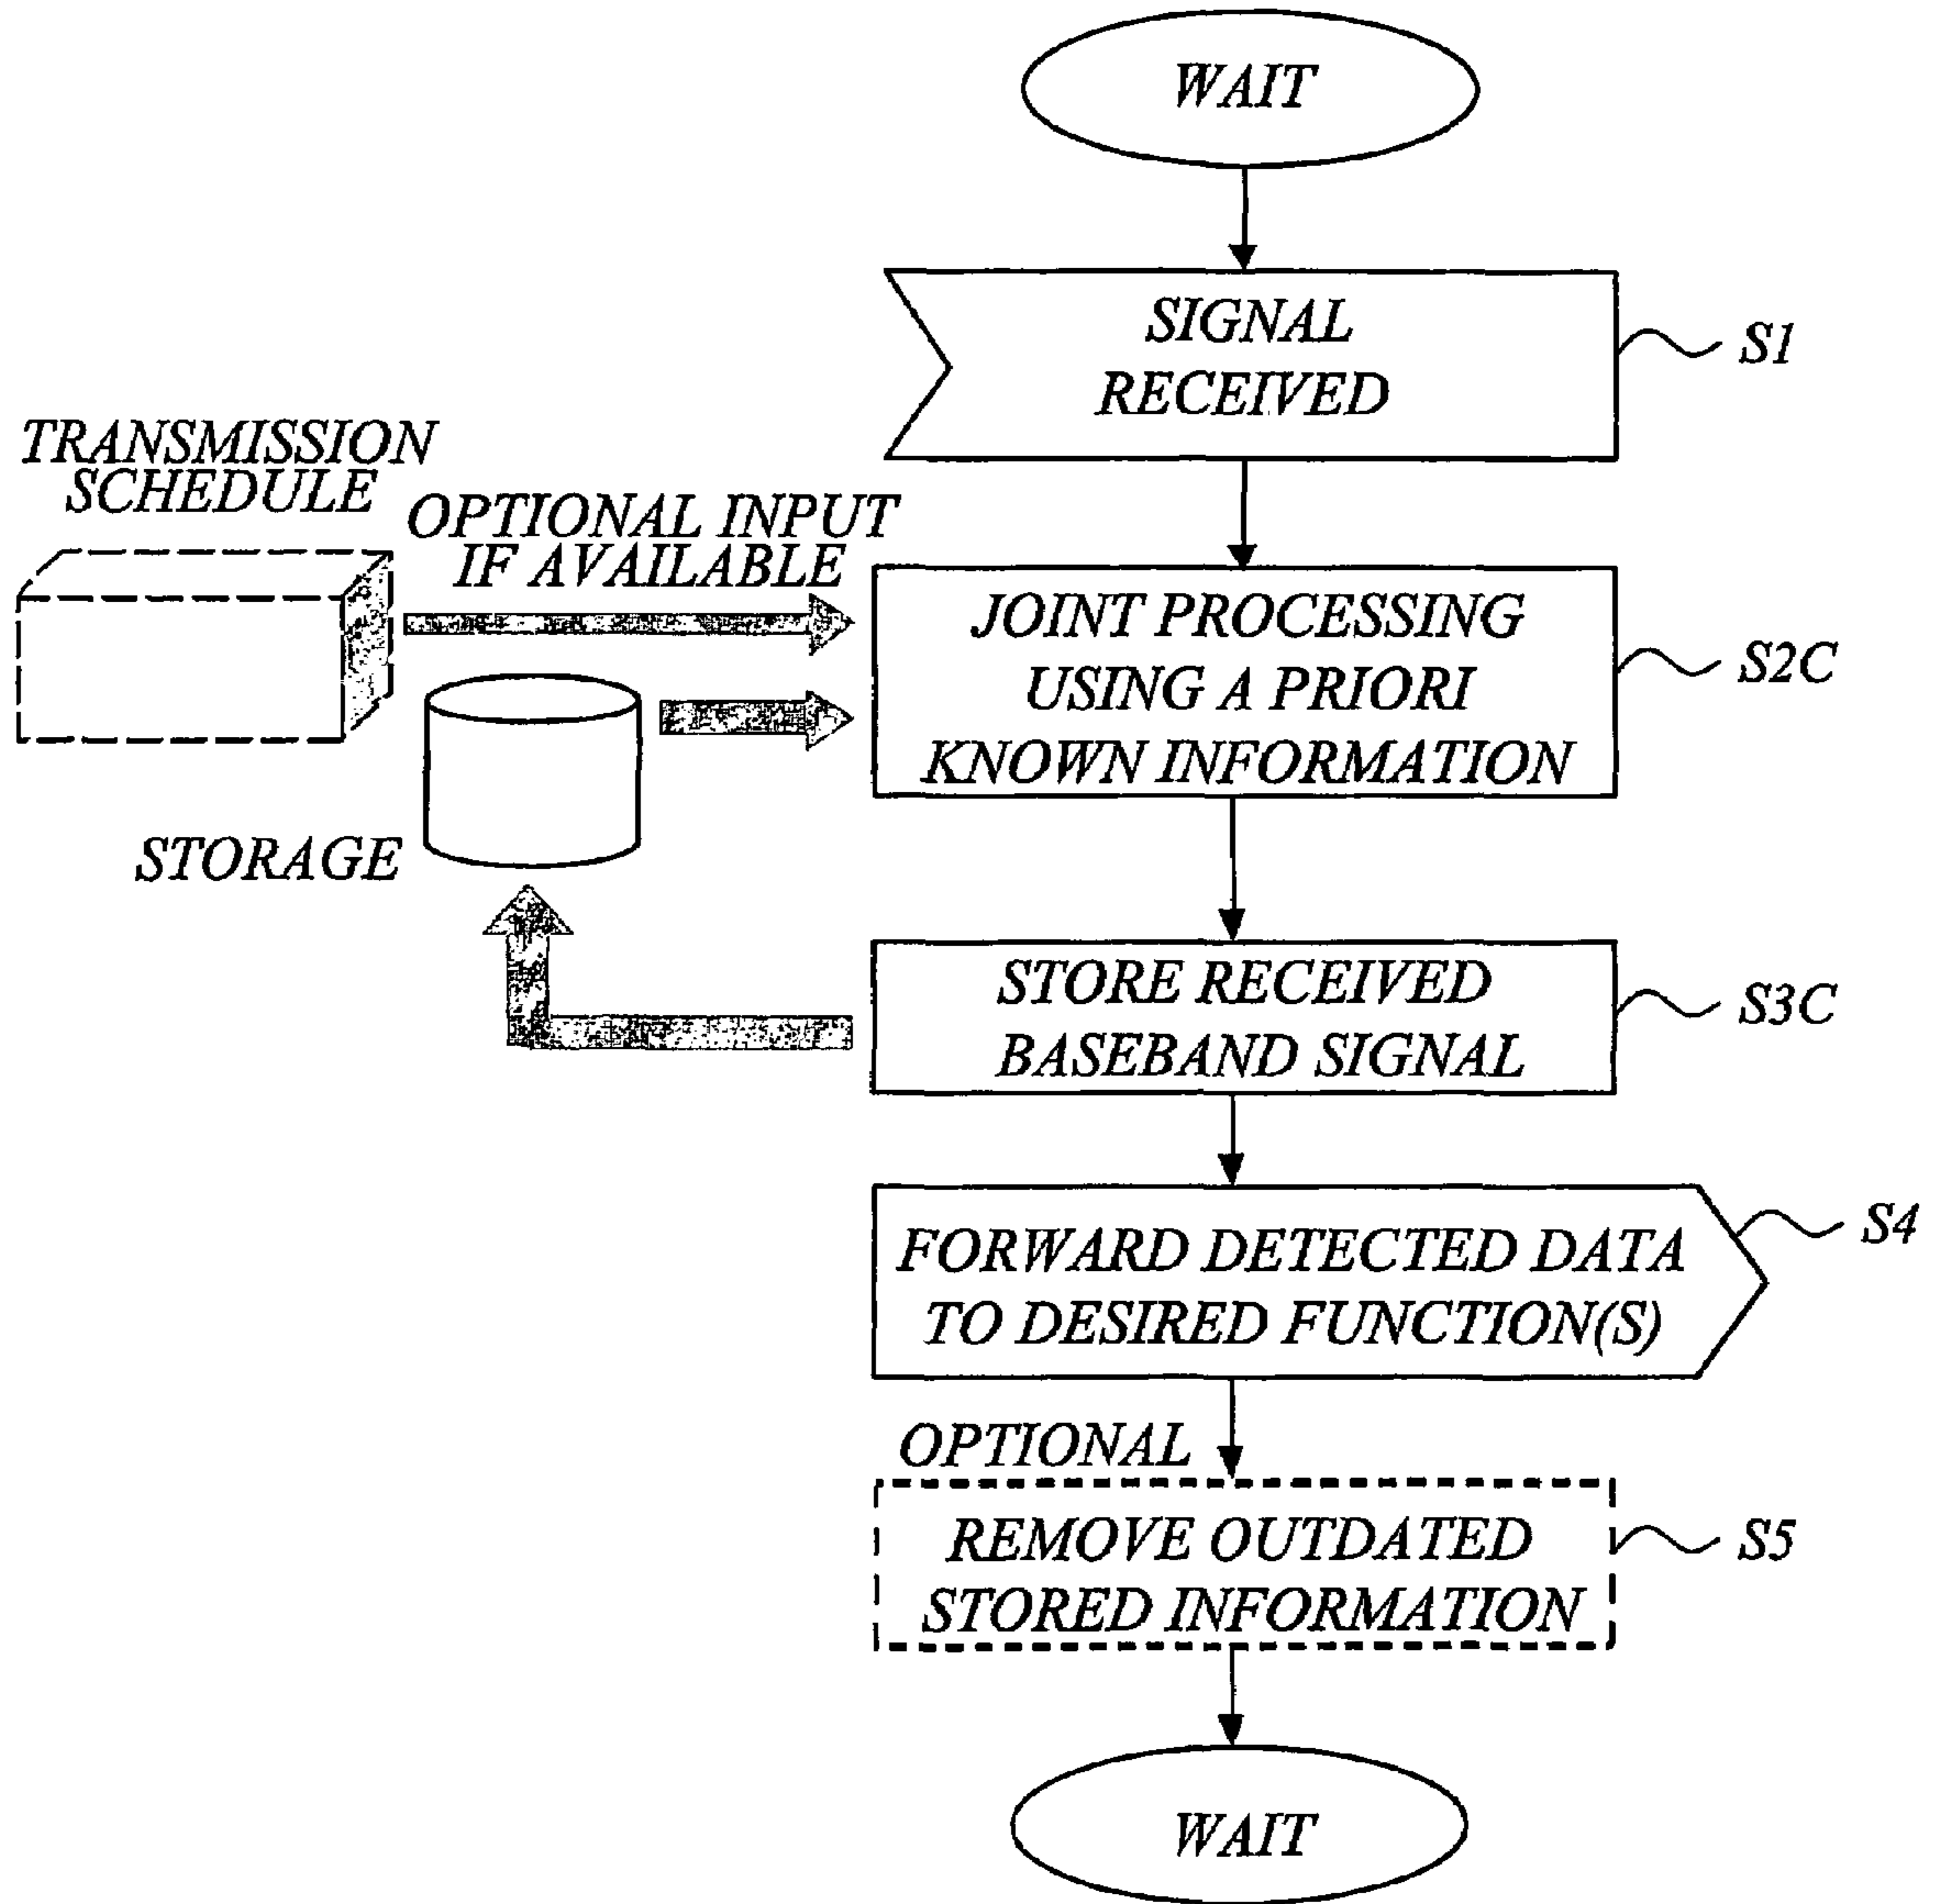 WAIT
SIGNAL
RECEIVED
S1
TRANSMISSION
SCHEDULE
OPTIONAL INPUT
IF AVAILABLE
JOINT PROCESSING
USING A PRIORI
KNOWN INFORMATION
S2C
STORAGE
STORE RECEIVED
BASEBAND SIGNAL
S3C
FORWARD DETECTED DATA
TO DESIRED FUNCTION(S)
S4
OPTIONAL
REMOVE OUTDATED
STORED INFORMATION
S5
WAIT